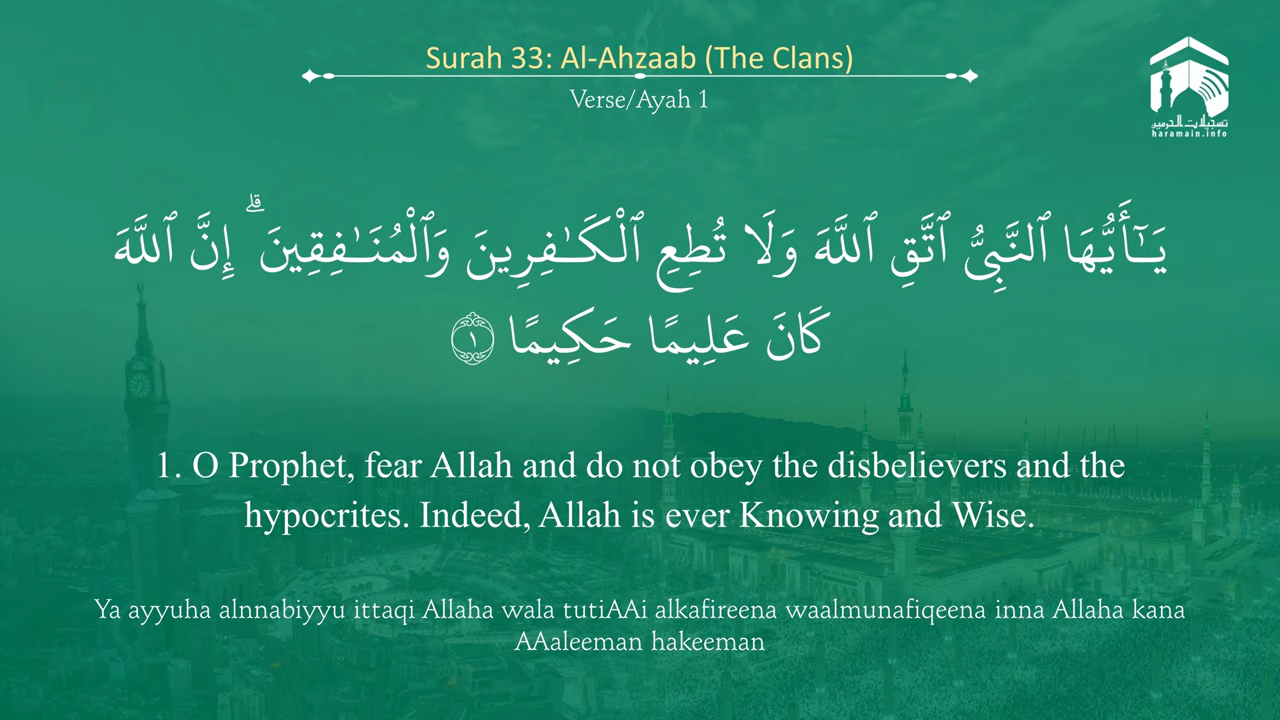 Surah 33: Al-Ahzaab (The Clans)
Verse/Ayah 1
تسجيلات الحرمين
haramain.info
يَـٰٓأَيُّهَا ٱلنَّبِىُّ ٱتَّقِ ٱللَّهَ وَلَا تُطِعِ ٱلْكَـٰفِرِينَ وَٱلْمُنَـٰفِقِينَ ۗ إِنَّ ٱللَّهَ
كَانَ عَلِيمًا حَكِيمًا ١
1. O Prophet, fear Allah and do not obey the disbelievers and the
hypocrites. Indeed, Allah is ever Knowing and Wise.
Ya ayyuha alnnabiyyu ittaqi Allaha wala tutiAAi alkafireena waalmunafiqeena inna Allaha kana
AAaleeman hakeeman